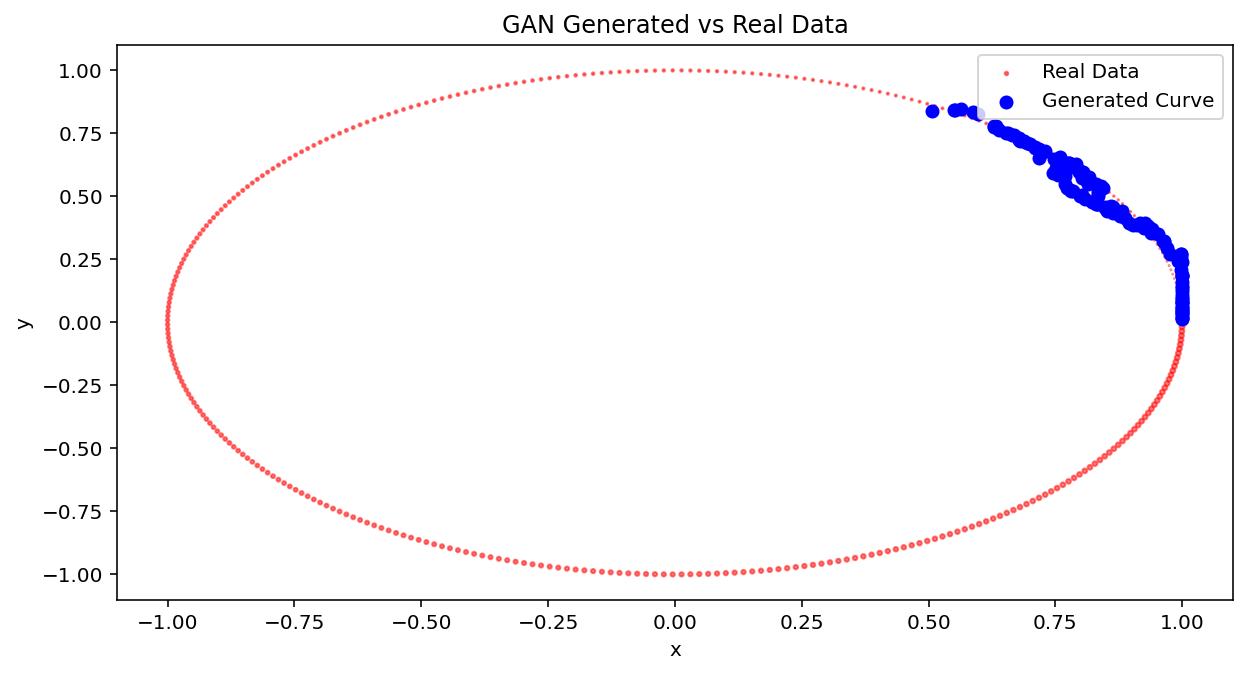 GAN Generated vs Real Data
Real Data
Generated Curve
1.00
0.75
0.50
0.25
0.00
−0.25
−0.50
−0.75
−1.00
y
−1.00 −0.75 −0.50 −0.25 0.00 0.25 0.50 0.75 1.00
x